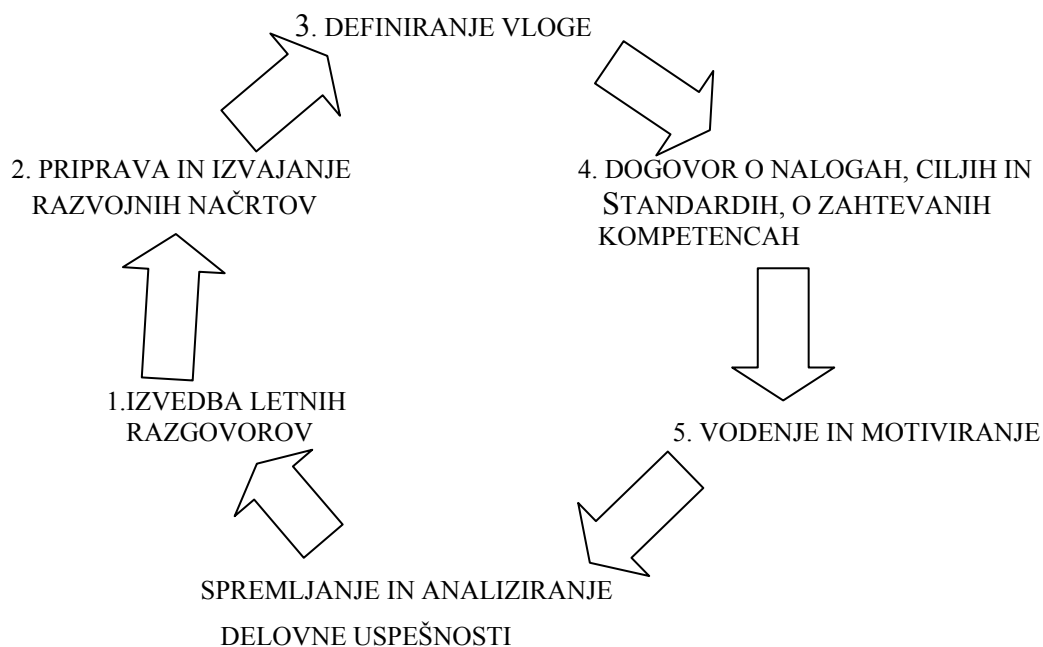 3. DEFINIRANJE VLOGE
2. PRIPRAVA IN IZVAJANJE
RAZVOJNIH NAČRTOV
4. DOGOVOR O NALOGAH, CILJIH IN
STANDARDIH, O ZAHTEVANIH
KOMPETENCAH
1.IZVEDBA LETNIH
RAZGOVOROV
5. VODENJE IN MOTIVIRANJE
SPREMLJANJE IN ANALIZIRANJE
DELOVNE USPEŠNOSTI